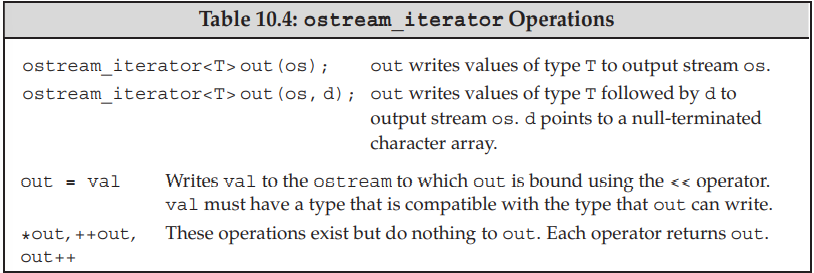 Table 10.4: ostream_iterator Operations
ostream_iterator<T> out(os); out writes values of type T to output stream os.
ostream_iterator<T> out(os, d); out writes values of type T followed by d to
output stream os. d points to a null-terminated
character array.
out = val Writes val to the ostream to which out is bound using the << operator.
val must have a type that is compatible with the type that out can write.
*out, ++out, These operations exist but do nothing to out. Each operator returns out.
out++